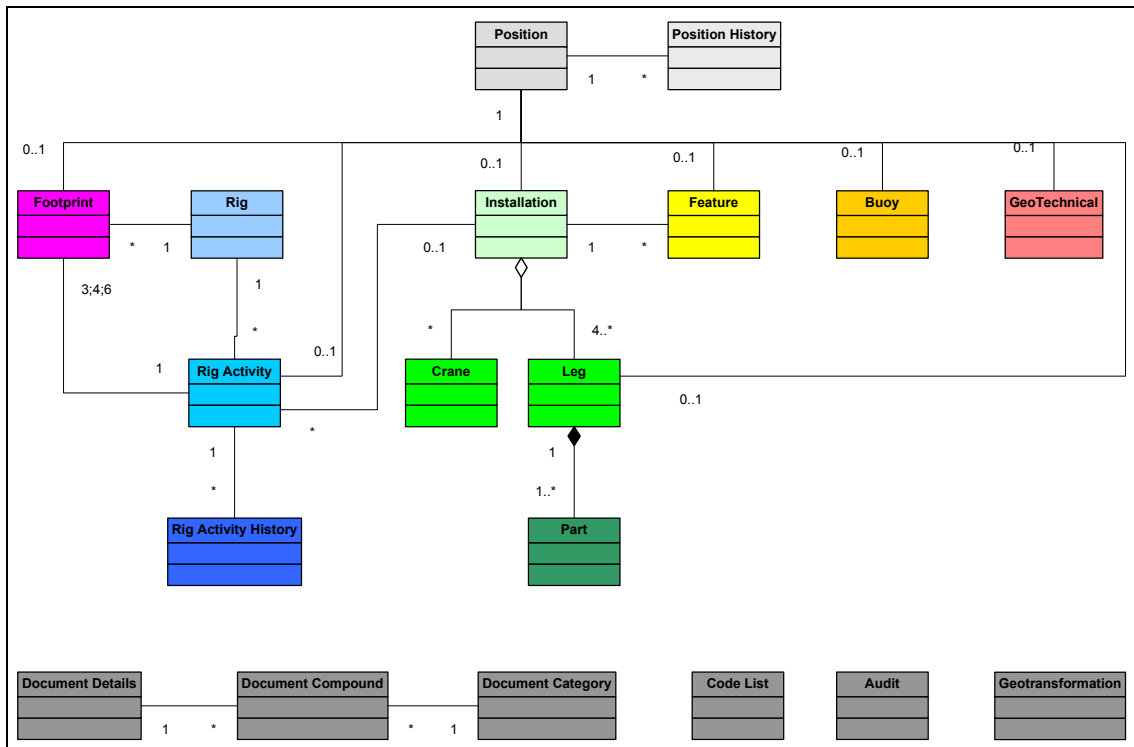 Position
Position History
1
*
1
0..1
0..1
0..1
0..1
0..1
Footprint
Rig
Installation
Feature
Buoy
GeoTechnical
*
1
0..1
1
*
3;4;6
1
*
0..1
*
4..*
1
Rig Activity
Crane
Leg
0..1
*
1
1
*
1..*
Rig Activity History
Part
Document Details
Document Compound
Document Category
Code List
Audit
Geotransformation
1
*
*
1